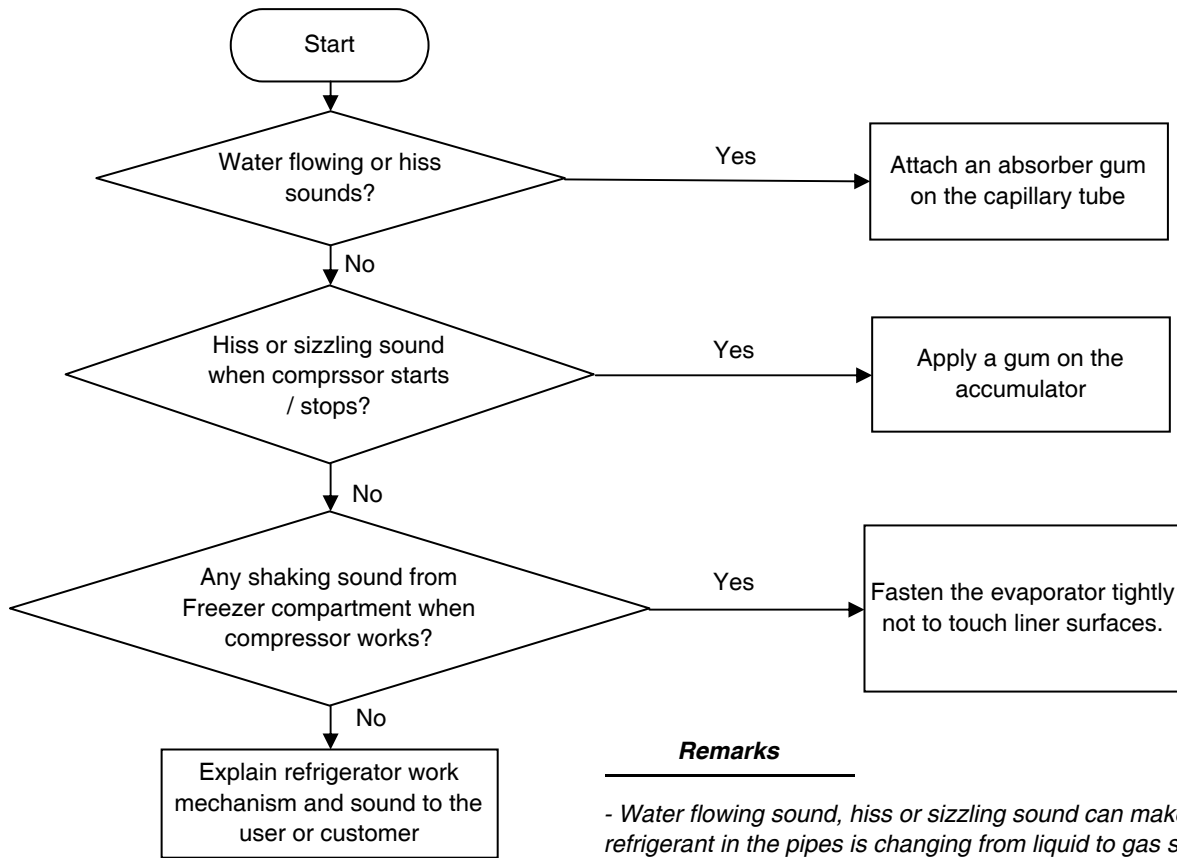 Start
Water flowing or hiss
sounds?
Yes
Attach an absorber gum
on the capillary tube
No
Hiss or sizzling sound
when comprssor starts
/ stops?
Yes
Apply a gum on the
accumulator
No
Any shaking sound from
Freezer compartment when
compressor works?
Yes
Fasten the evaporator tightly
not to touch liner surfaces.
No
Explain refrigerator work
mechanism and sound to the
user or customer
Remarks
- Water flowing sound, hiss or sizzling sound can make
refrigerant in the pipes is changing from liquid to gas s